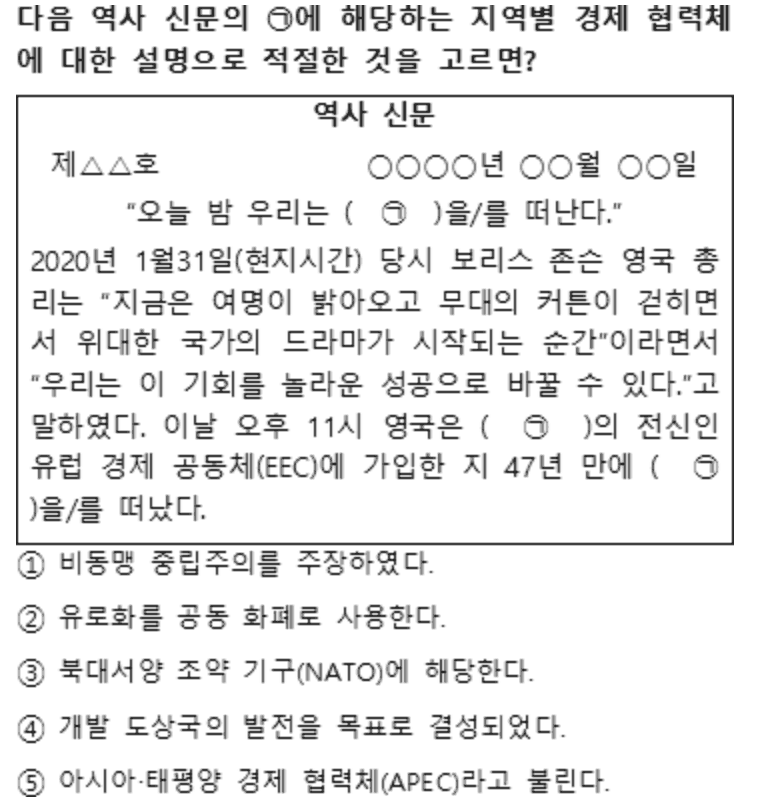 다음 역사 신문의 ㉠에 해당하는 지역별 경제 협력체
에 대한 설명으로 적절한 것을 고르면?
역사 신문
제△△호 ○○○○년 ○○월 ○○일
“오늘 밤 우리는 ( ㉠ )을/를 떠난다.”
2020년 1월31일(현지시간) 당시 보리스 존슨 영국 총
리는 “지금은 여명이 밝아오고 무대의 커튼이 걷히면
서 위대한 국가의 드라마가 시작되는 순간”이라면서
“우리는 이 기회를 놀라운 성공으로 바꿀 수 있다.”고
말하였다. 이날 오후 11시 영국은 ( ㉠ )의 전신인
유럽 경제 공동체(EEC)에 가입한 지 47년 만에 ( ㉠
)을/를 떠났다.
① 비동맹 중립주의를 주장하였다.
② 유로화를 공동 화폐로 사용한다.
③ 북대서양 조약 기구(NATO)에 해당한다.
④ 개발 도상국의 발전을 목표로 결성되었다.
⑤ 아시아·태평양 경제 협력체(APEC)라고 불린다.